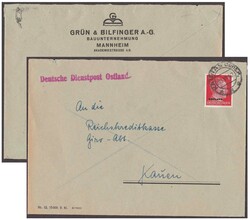 GRÜN & BILFINGER A.-G.
BAUUNTERNEHMUNG
MANNHEIM
Deutsche Dienstpost Ostland.
An die
Reichskreditkasse
Giro-Abt.
Kauen